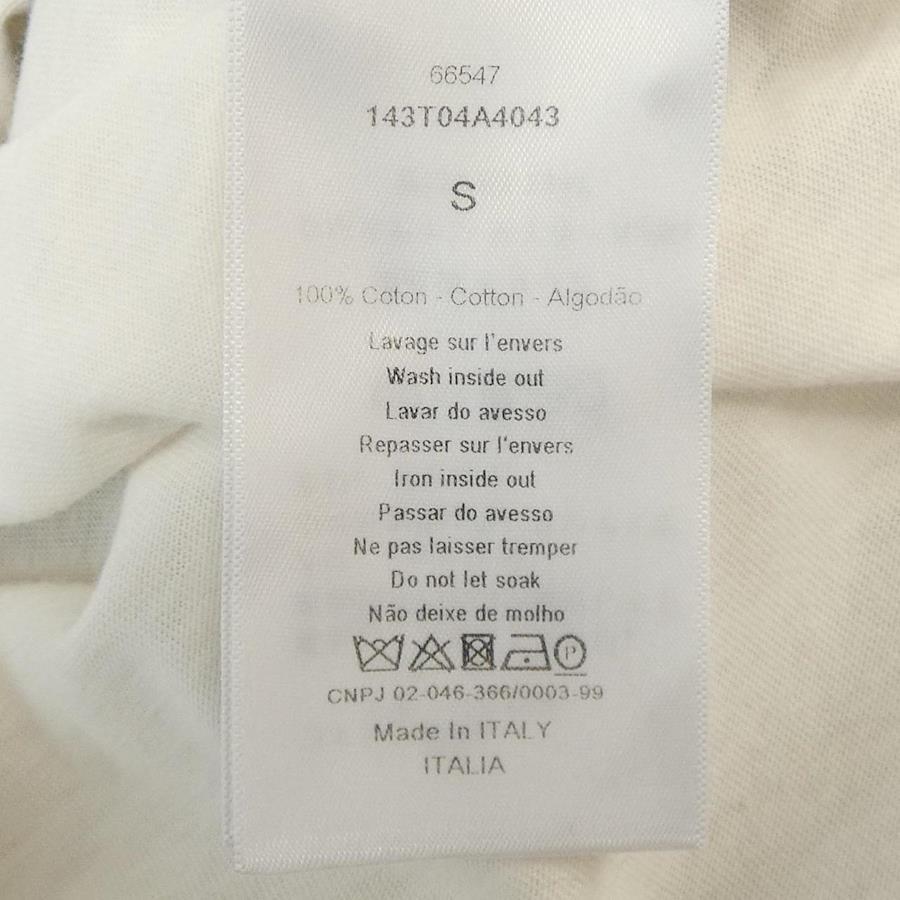 66547
143T04A4043
S
100% Coton - Cotton - Algodão
Lavage sur l'envers
Wash inside out
Lavar do avesso
Repasser sur l'envers
Iron inside out
Passar do avesso
Ne pas laisser tremper
Do not let soak
Não deixe de molho
P
CNPJ 02-046-366/0003-99
Made In ITALY
ITALIA